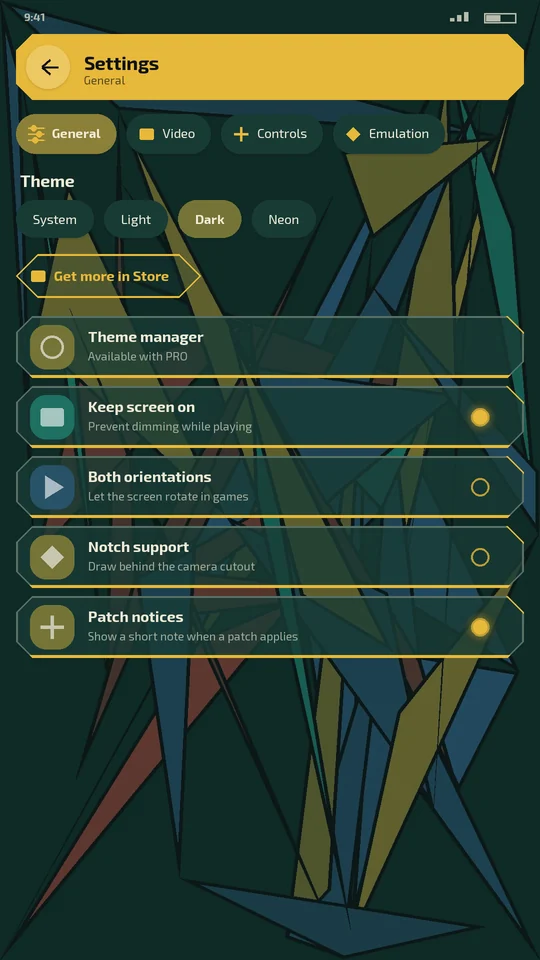 9:41
Settings
General
General
Video
Controls
Emulation
Theme
System
Light
Dark
Neon
Get more in Store
Theme manager
Available with PRO
Keep screen on
Prevent dimming while playing
Both orientations
Let the screen rotate in games
Notch support
Draw behind the camera cutout
Patch notices
Show a short note when a patch applies